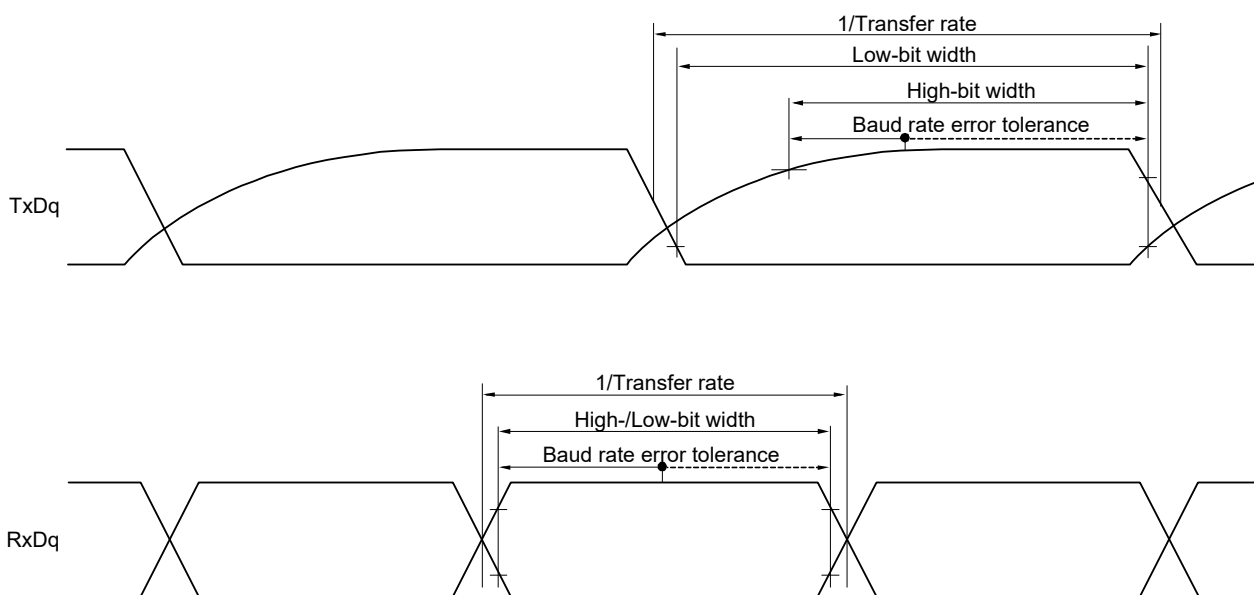 1/Transfer rate
Low-bit width
High-bit width
Baud rate error tolerance
TxDq
1/Transfer rate
High-/Low-bit width
Baud rate error tolerance
RxDq